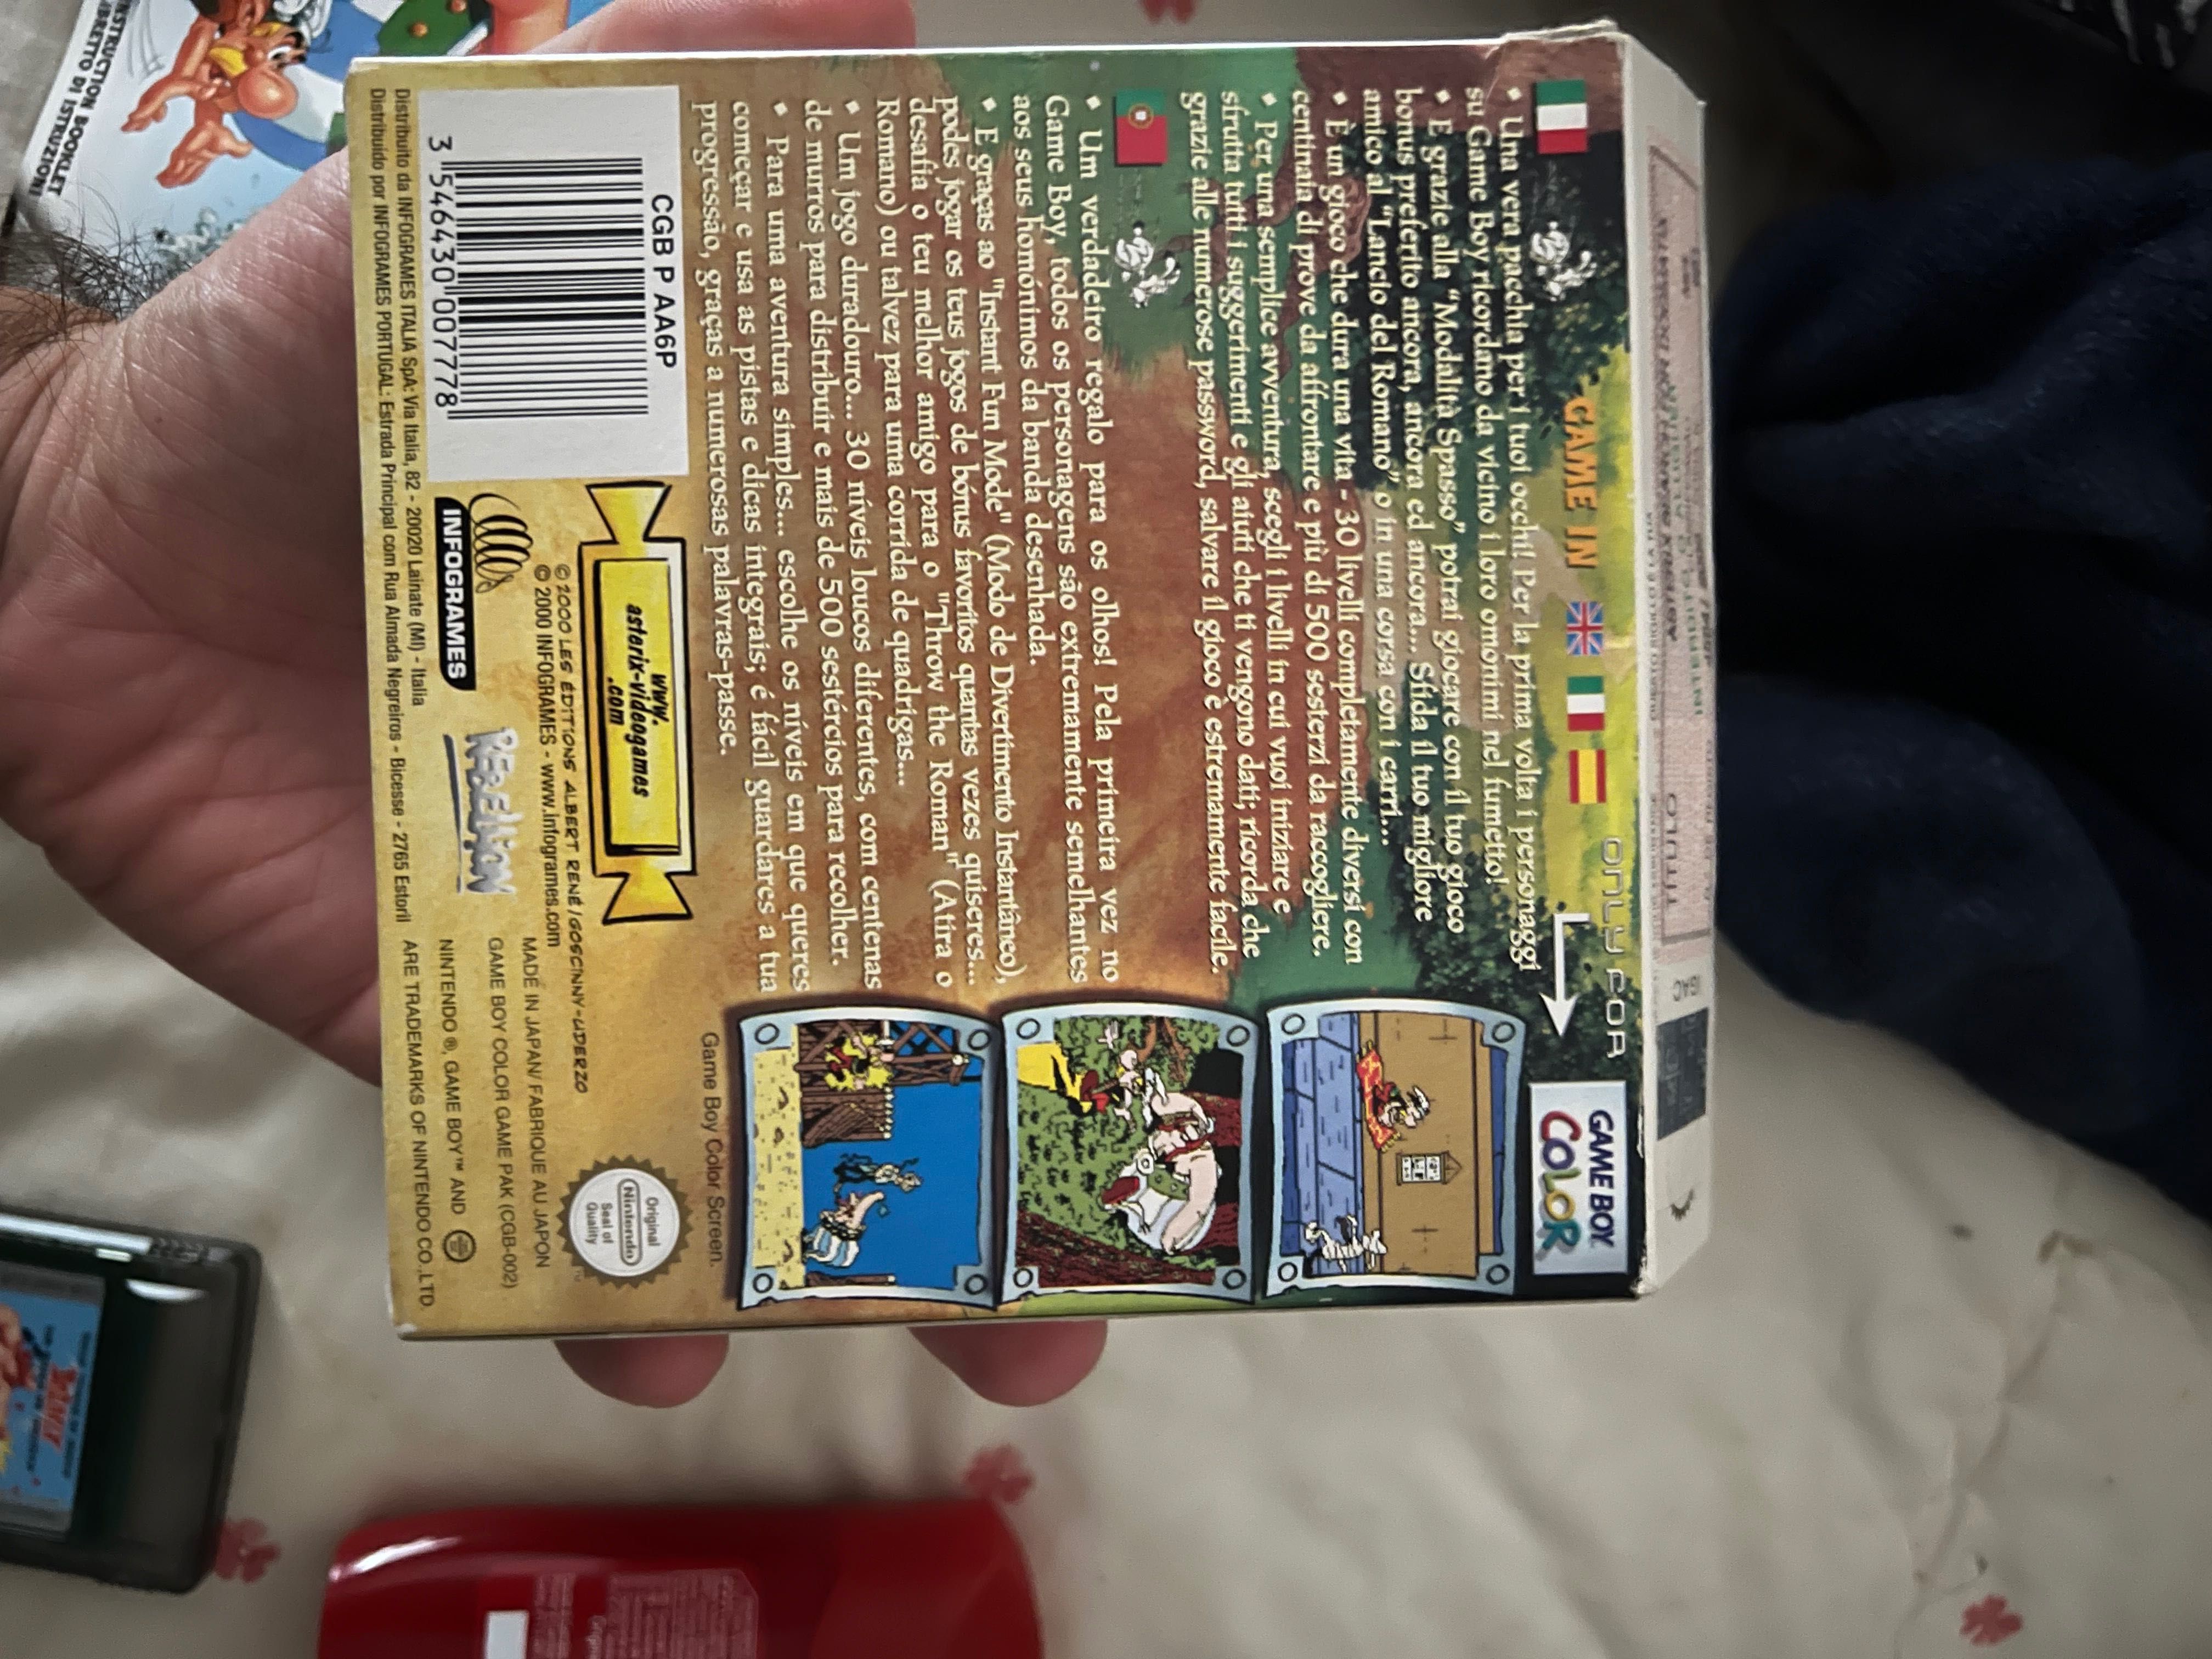 GAME IN
ONLY FOR
GAME BOY
COLOR
• Una vera pacchia per i tuoi occhi! Per la prima volta i personaggi
su Game Boy ricordano da vicino i loro omonimi nel fumetto!
• E grazie alla "Modalità Spasso" potrai giocare con il tuo gioco
bonus preferito ancora, ancora ed ancora... Sfida il tuo migliore
amico al "Lancio del Romano" o in una corsa con i carri...
• È un gioco che dura una vita - 30 livelli completamente diversi con
centinaia di prove da affrontare e più di 500 sesterzi da raccogliere.
• Per una semplice avventura, scegli i livelli in cui vuoi iniziare e
sfrutta tutti i suggerimenti e gli aiuti che ti vengono dati; ricorda che
grazie alle numerose password, salvare il gioco è estremamente facile.
• Um verdadeiro regalo para os olhos! Pela primeira vez no
Game Boy, todos os personagens são extremamente semelhantes
aos seus homónimos da banda desenhada.
• E graças ao "Instant Fun Mode" (Modo de Divertimento Instantâneo),
podes jogar os teus jogos de bónus favoritos quantas vezes quiseres...
desafia o teu melhor amigo para o "Throw the Roman" (Atira o
Romano) ou talvez para uma corrida de quadrigas...
• Um jogo duradouro... 30 níveis loucos diferentes, com centenas
de murros para distribuir e mais de 500 sestércios para recolher.
• Para uma aventura simples... escolhe os níveis em que queres
começar e usa as pistas e dicas integrais; é fácil guardares a tua
progressão, graças a numerosas palavras-passe.
Game Boy Color Screen.
CGB P AA6P
3 546430 007778
www.
asterix-videogames
.com
© 2000 LES ÉDITIONS ALBERT RENÉ/GOSCINNY-UDERZO
© 2000 INFOGRAMES - www.infogrames.com
INFOGRAMES
REBELLION
Original
Nintendo
Seal of
Quality
MADE IN JAPAN/ FABRIQUE AU JAPON
GAME BOY COLOR GAME PAK (CGB-002)
NINTENDO ®, GAME BOY™ AND
ARE TRADEMARKS OF NINTENDO CO.,LTD
Distribuito da INFOGRAMES ITALIA SpA: Via Italia, 82 - 20020 Lainate (MI) - Italia
Distribuído por INFOGRAMES PORTUGAL: Estrada Principal com Rua Almada Negreiros - Bicesse - 2765 Estoril
INSTRUCTION BOOKLET
LIBRETTO DI ISTRUZIONI
TITOLO